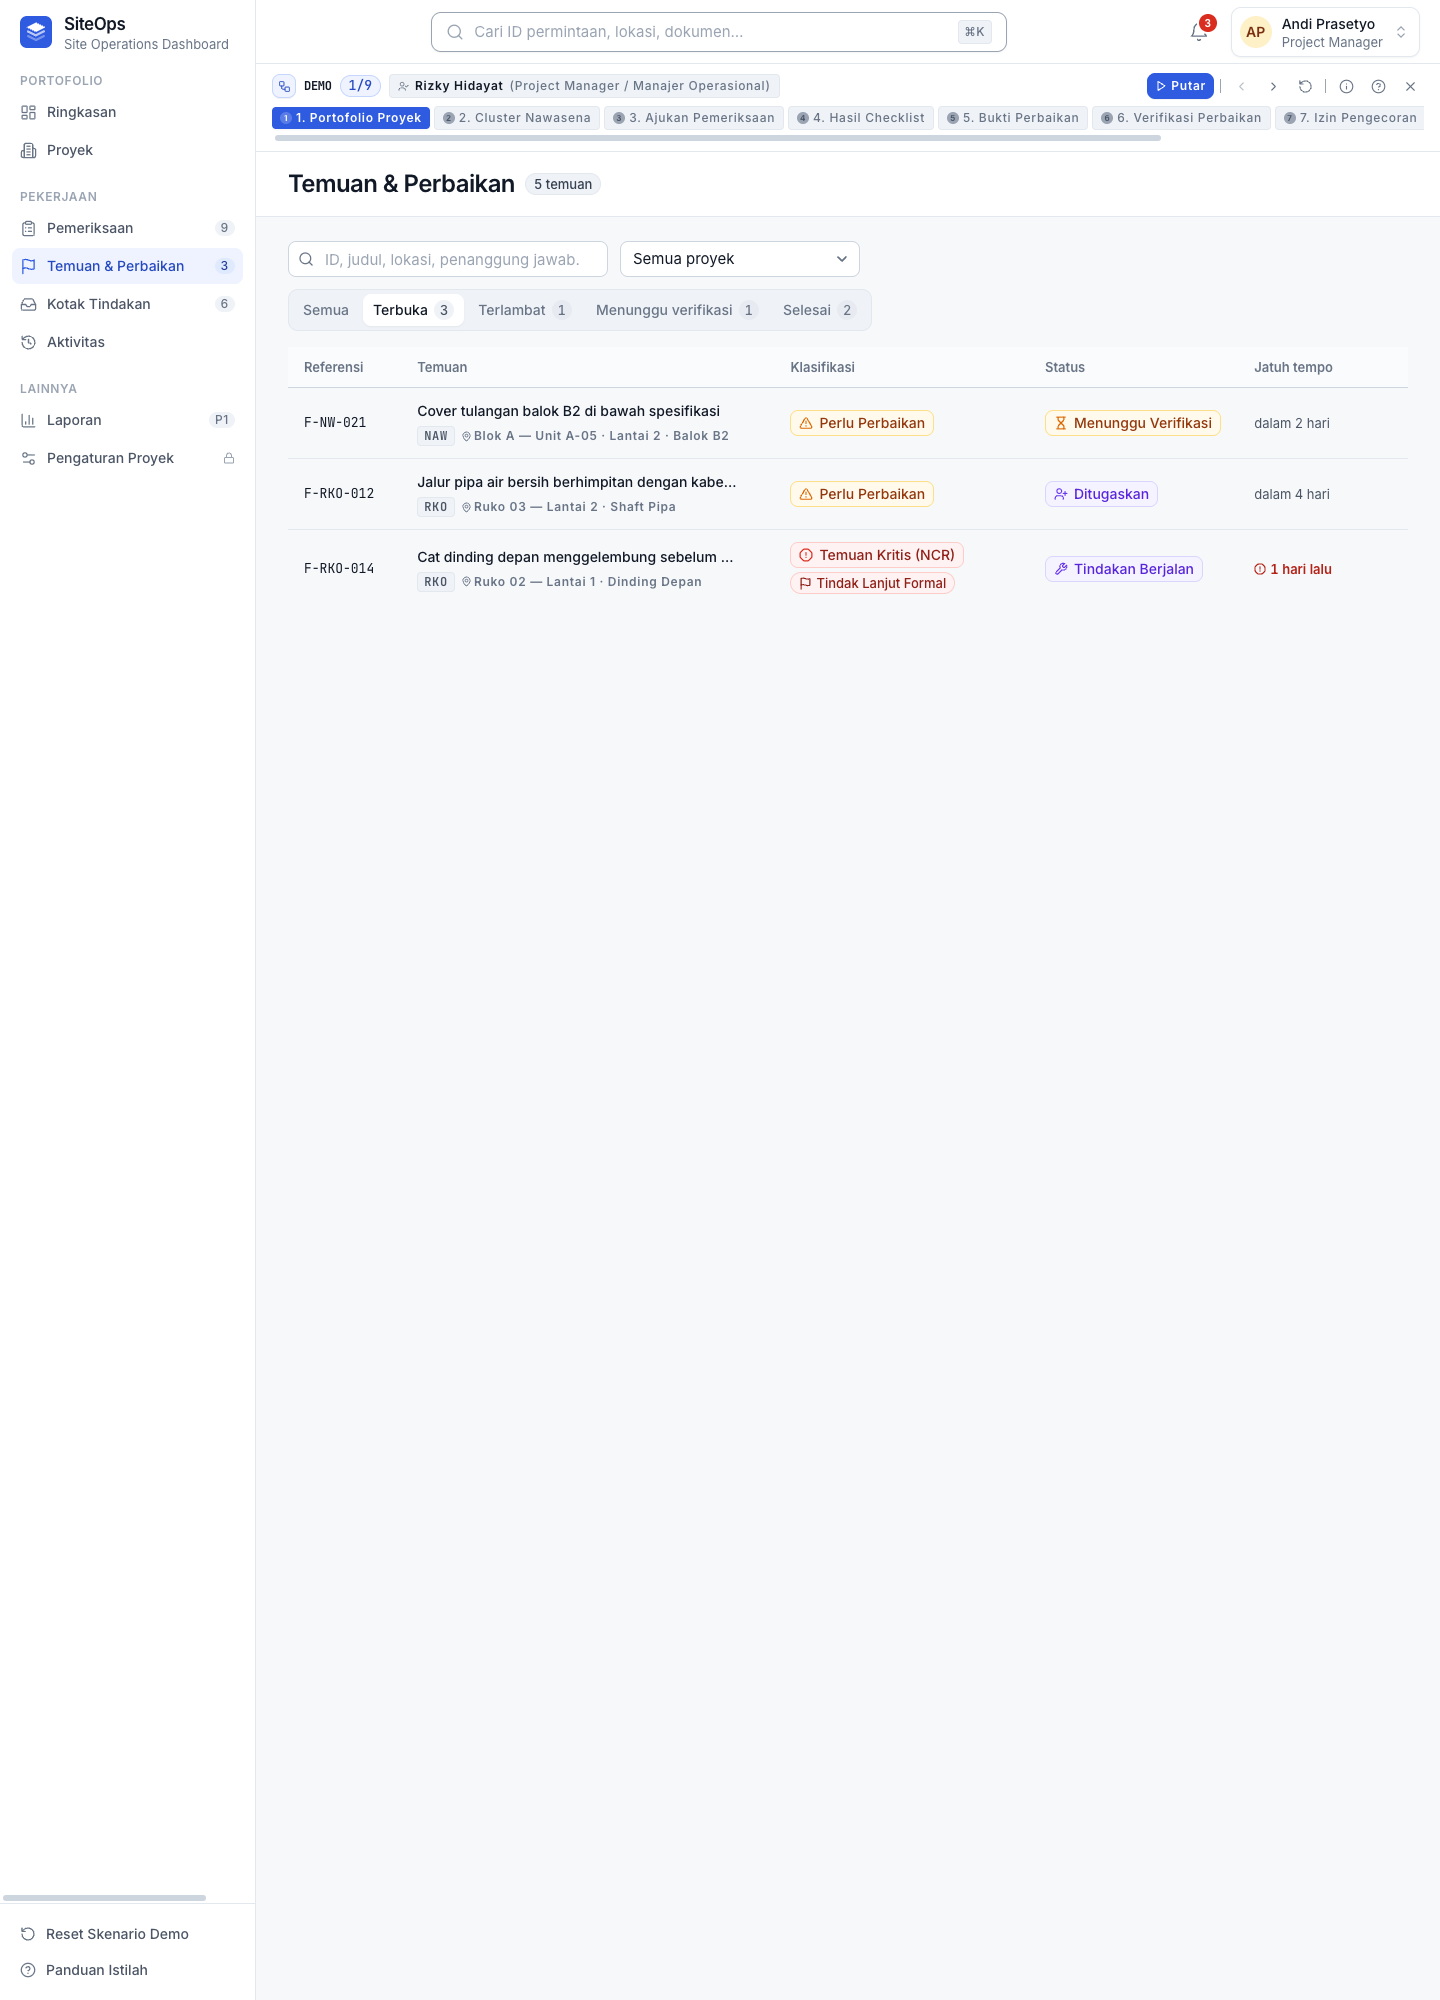 SiteOps
Site Operations Dashboard
PORTOFOLIO
Ringkasan
Proyek
PEKERJAAN
Pemeriksaan 9
Temuan & Perbaikan 3
Kotak Tindakan 6
Aktivitas
LAINNYA
Laporan P1
Pengaturan Proyek
Reset Skenario Demo
Panduan Istilah
Cari ID permintaan, lokasi, dokumen... ⌘K
3
AP
Andi Prasetyo
Project Manager
DEMO 1/9 Rizky Hidayat (Project Manager / Manajer Operasional) Putar
1 1. Portofolio Proyek 2 2. Cluster Nawasena 3 3. Ajukan Pemeriksaan 4 4. Hasil Checklist 5 5. Bukti Perbaikan 6 6. Verifikasi Perbaikan 7 7. Izin Pengecoran
Temuan & Perbaikan 5 temuan
ID, judul, lokasi, penanggung jawab. Semua proyek
Semua Terbuka 3 Terlambat 1 Menunggu verifikasi 1 Selesai 2
Referensi Temuan Klasifikasi Status Jatuh tempo
F-NW-021 Cover tulangan balok B2 di bawah spesifikasi Perlu Perbaikan Menunggu Verifikasi dalam 2 hari
NAW Blok A — Unit A-05 · Lantai 2 · Balok B2
F-RKO-012 Jalur pipa air bersih berhimpitan dengan kabe... Perlu Perbaikan Ditugaskan dalam 4 hari
RKO Ruko 03 — Lantai 2 · Shaft Pipa
F-RKO-014 Cat dinding depan menggelembung sebelum ... Temuan Kritis (NCR) Tindakan Berjalan 1 hari lalu
RKO Ruko 02 — Lantai 1 · Dinding Depan Tindak Lanjut Formal